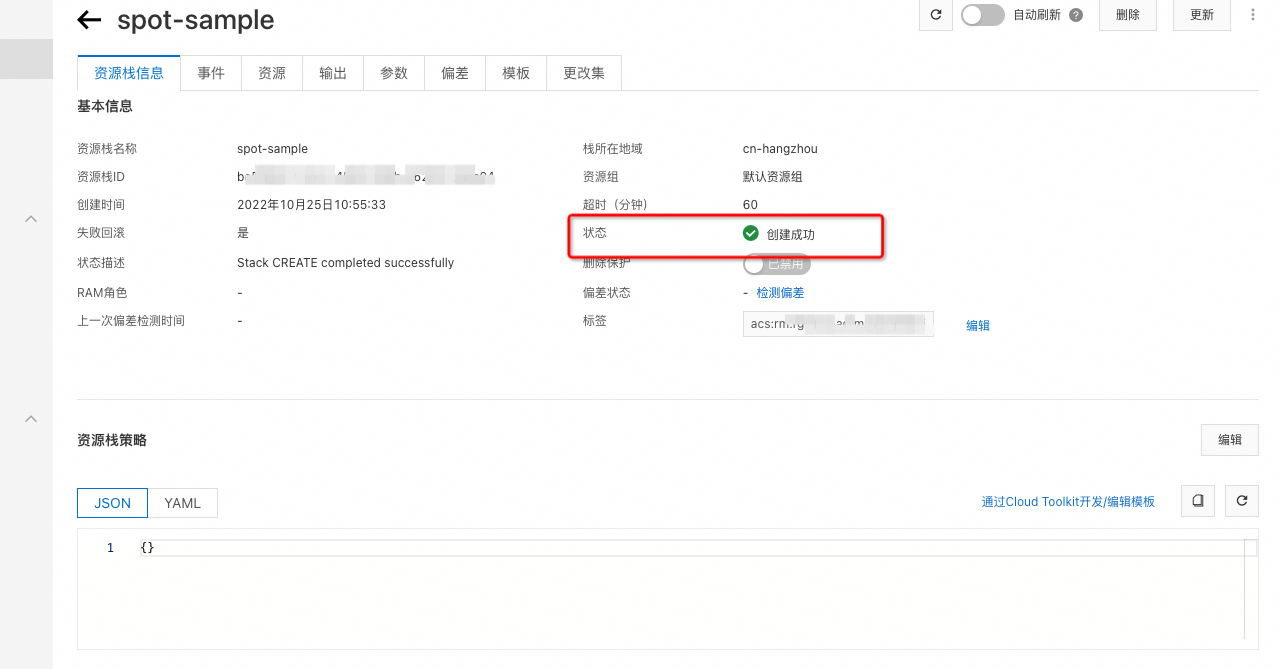 spot-sample
自动刷新
删除
更新
资源栈信息 事件 资源 输出 参数 偏差 模板 更改集
基本信息
资源栈名称 spot-sample 栈所在地域 cn-hangzhou
资源栈ID 资源组 默认资源组
创建时间 2022年10月25日10:55:33 超时（分钟） 60
失败回滚 是 状态 创建成功
状态描述 Stack CREATE completed successfully 删除保护 已禁用
RAM角色 - 偏差状态 - 检测偏差
上一次偏差检测时间 - 标签 编辑
资源栈策略 编辑
JSON YAML 通过Cloud Toolkit开发/编辑模板
1 {}